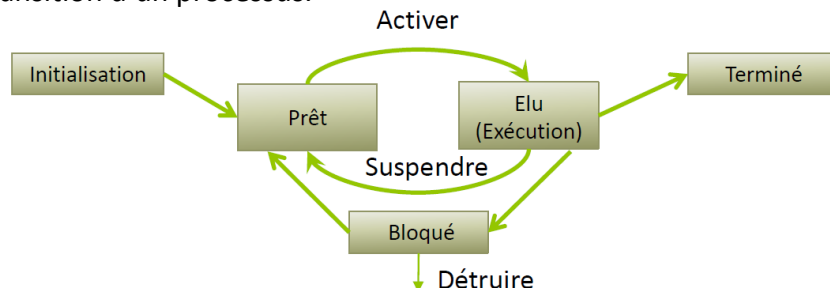 Activer
Initialisation
Prêt
Elu
(Exécution)
Terminé
Suspendre
Bloqué
Détruire